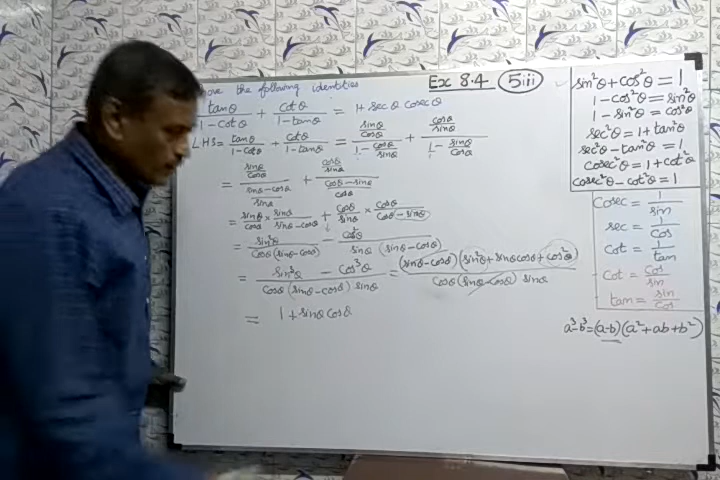 the following identities Ex 8.4 5.iii
tanθ/1-cotθ + cotθ/1-tanθ = 1+secθ cosecθ
LHS = tanθ/1-cotθ + cotθ/1-tanθ = (sinθ/cosθ)/(1-cosθ/sinθ) + (cosθ/sinθ)/(1-sinθ/cosθ)
= (sinθ/cosθ)/((sinθ-cosθ)/sinθ) + (cosθ/sinθ)/((cosθ-sinθ)/cosθ)
= sinθ/cosθ × sinθ/sinθ-cosθ + cosθ/sinθ × cosθ/cosθ-sinθ
= sin²θ/cosθ(sinθ-cosθ) - cos²θ/sinθ(sinθ-cosθ)
= sin³θ - cos³θ/cosθ(sinθ-cosθ)sinθ = (sinθ-cosθ)(sin²θ+sinθcosθ+cos²θ)/cosθ(sinθ-cosθ)sinθ
= 1+sinθcosθ
sin²θ+cos²θ=1
1-cos²θ=sin²θ
1-sin²θ=cos²θ
sec²θ=1+tan²θ
sec²θ-tan²θ=1
cosec²θ=1+cot²θ
cosec²θ-cot²θ=1
cosec=1/sin
sec=1/cos
cot=1/tan
cot=cos/sin
tan=sin/cos
a³-b³=(a-b)(a²+ab+b²)